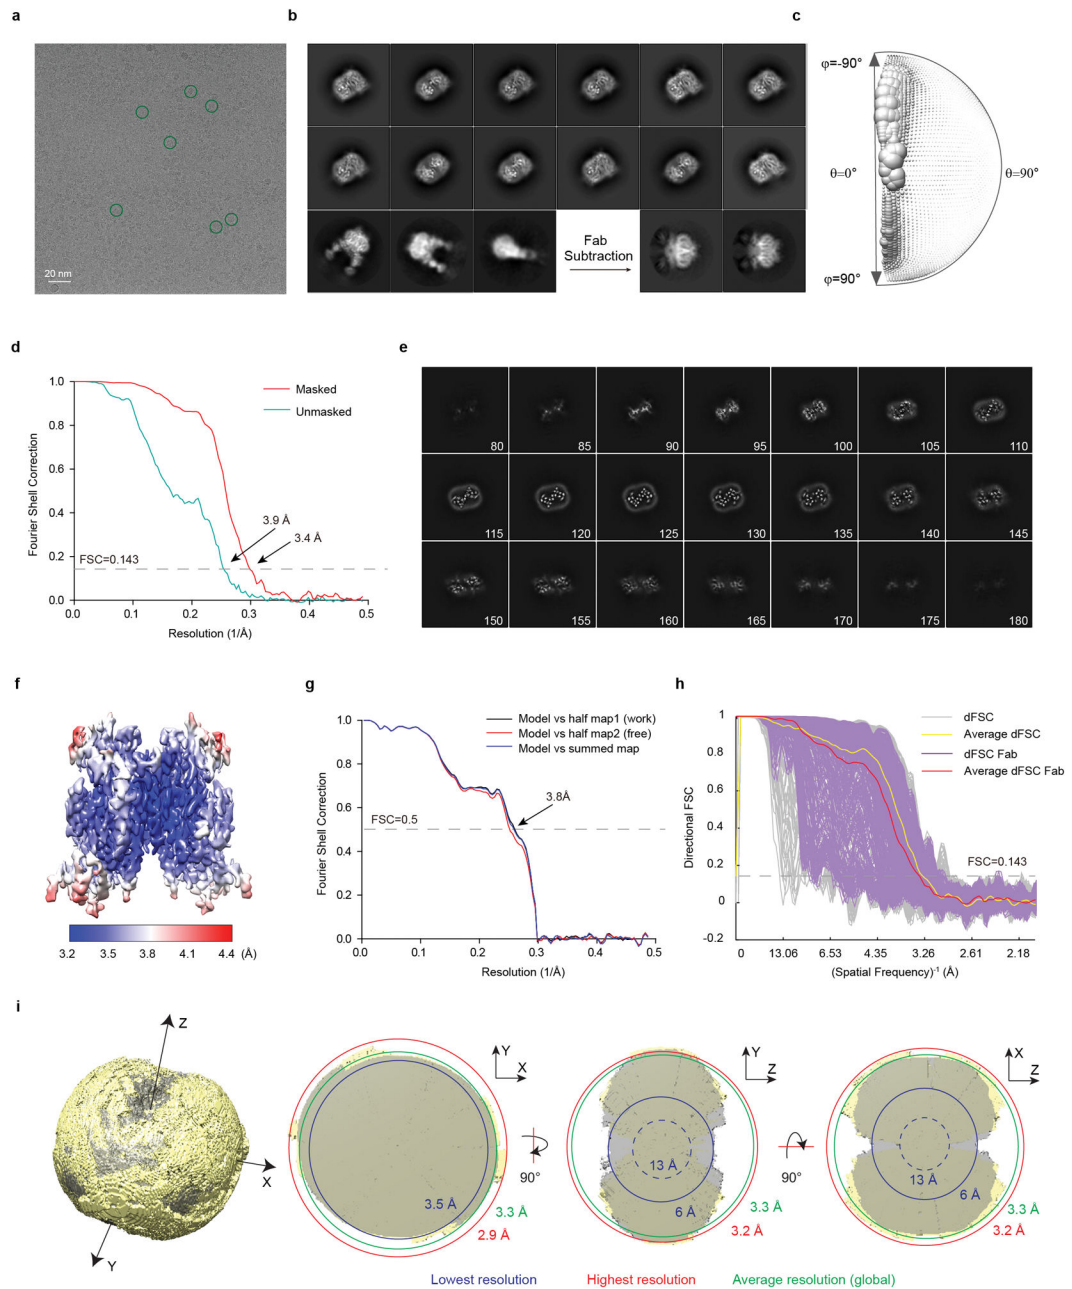 a
20 nm
b
Fab
Subtraction
c
φ=-90°
θ=0°
θ=90°
φ=90°
d
1.0
0.8
0.6
0.4
0.2
0.0
Fourier Shell Correction
Masked
Unmasked
3.9 Å
3.4 Å
FSC=0.143
0.0 0.1 0.2 0.3 0.4 0.5
Resolution (1/Å)
e
80 85 90 95 100 105 110
115 120 125 130 135 140 145
150 155 160 165 170 175 180
f
3.2 3.5 3.8 4.1 4.4 (Å)
g
1.0
0.8
0.6
0.4
0.2
0.0
Fourier Shell Correction
Model vs half map1 (work)
Model vs half map2 (free)
Model vs summed map
3.8Å
FSC=0.5
0.0 0.1 0.2 0.3 0.4 0.5
Resolution (1/Å)
h
1
0.8
0.6
0.4
0.2
0
-0.2
Directional FSC
dFSC
Average dFSC
dFSC Fab
Average dFSC Fab
FSC=0.143
0 13.06 6.53 4.35 3.26 2.61 2.18
(Spatial Frequency)-1 (Å)
i
Z
X
Y
Y
X
3.5 Å
3.3 Å
2.9 Å
90°
Y
Z
13 Å
6 Å
3.3 Å
3.2 Å
90°
X
Z
13 Å
6 Å
3.3 Å
3.2 Å
Lowest resolution
Highest resolution
Average resolution (global)